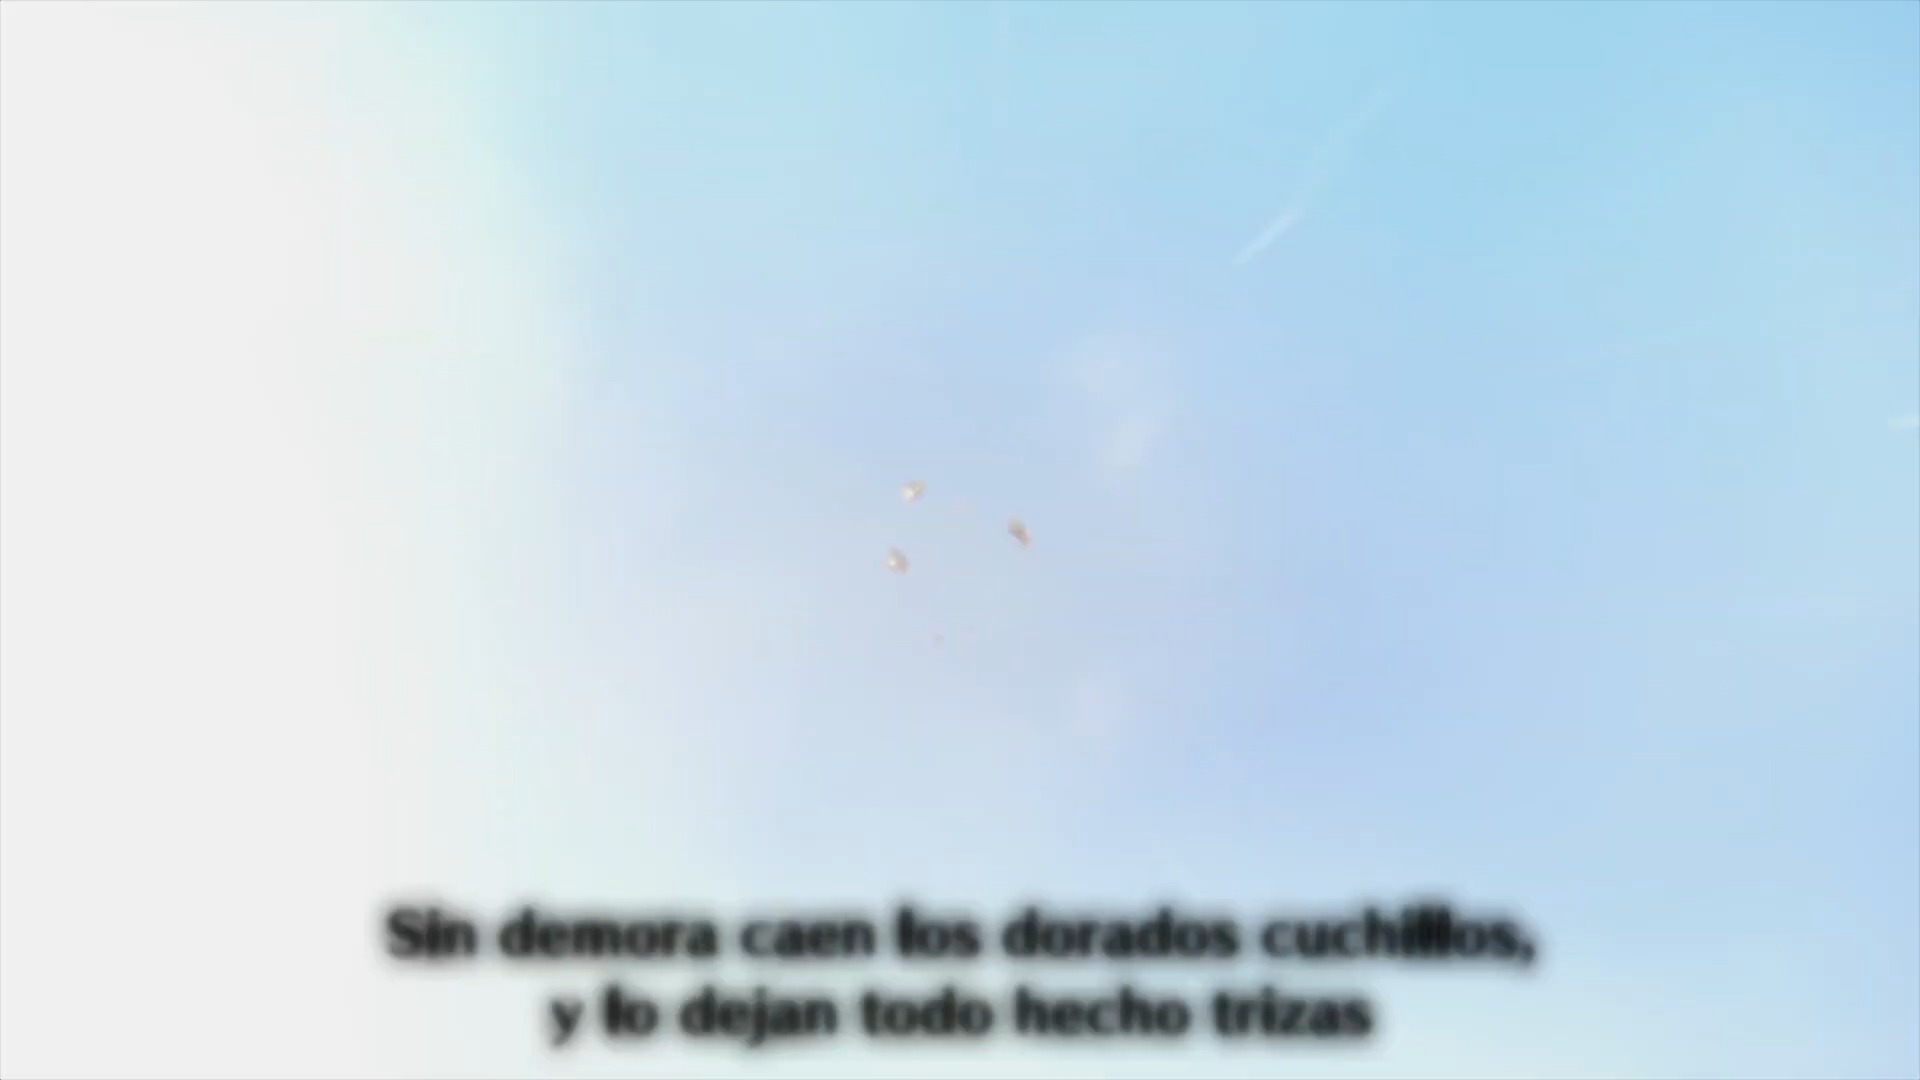 Sin demora caen los dorados cuchillos,
y lo dejan todo hecho trizas